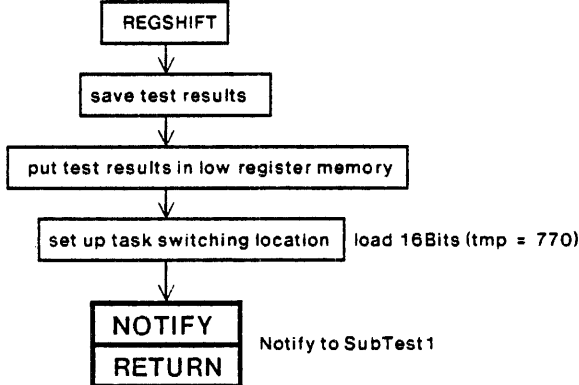 REGSHIFT
save test results
put test results in low register memory
set up task switching location load 16Bits (tmp = 770)
NOTIFY
Notify to SubTest1
RETURN